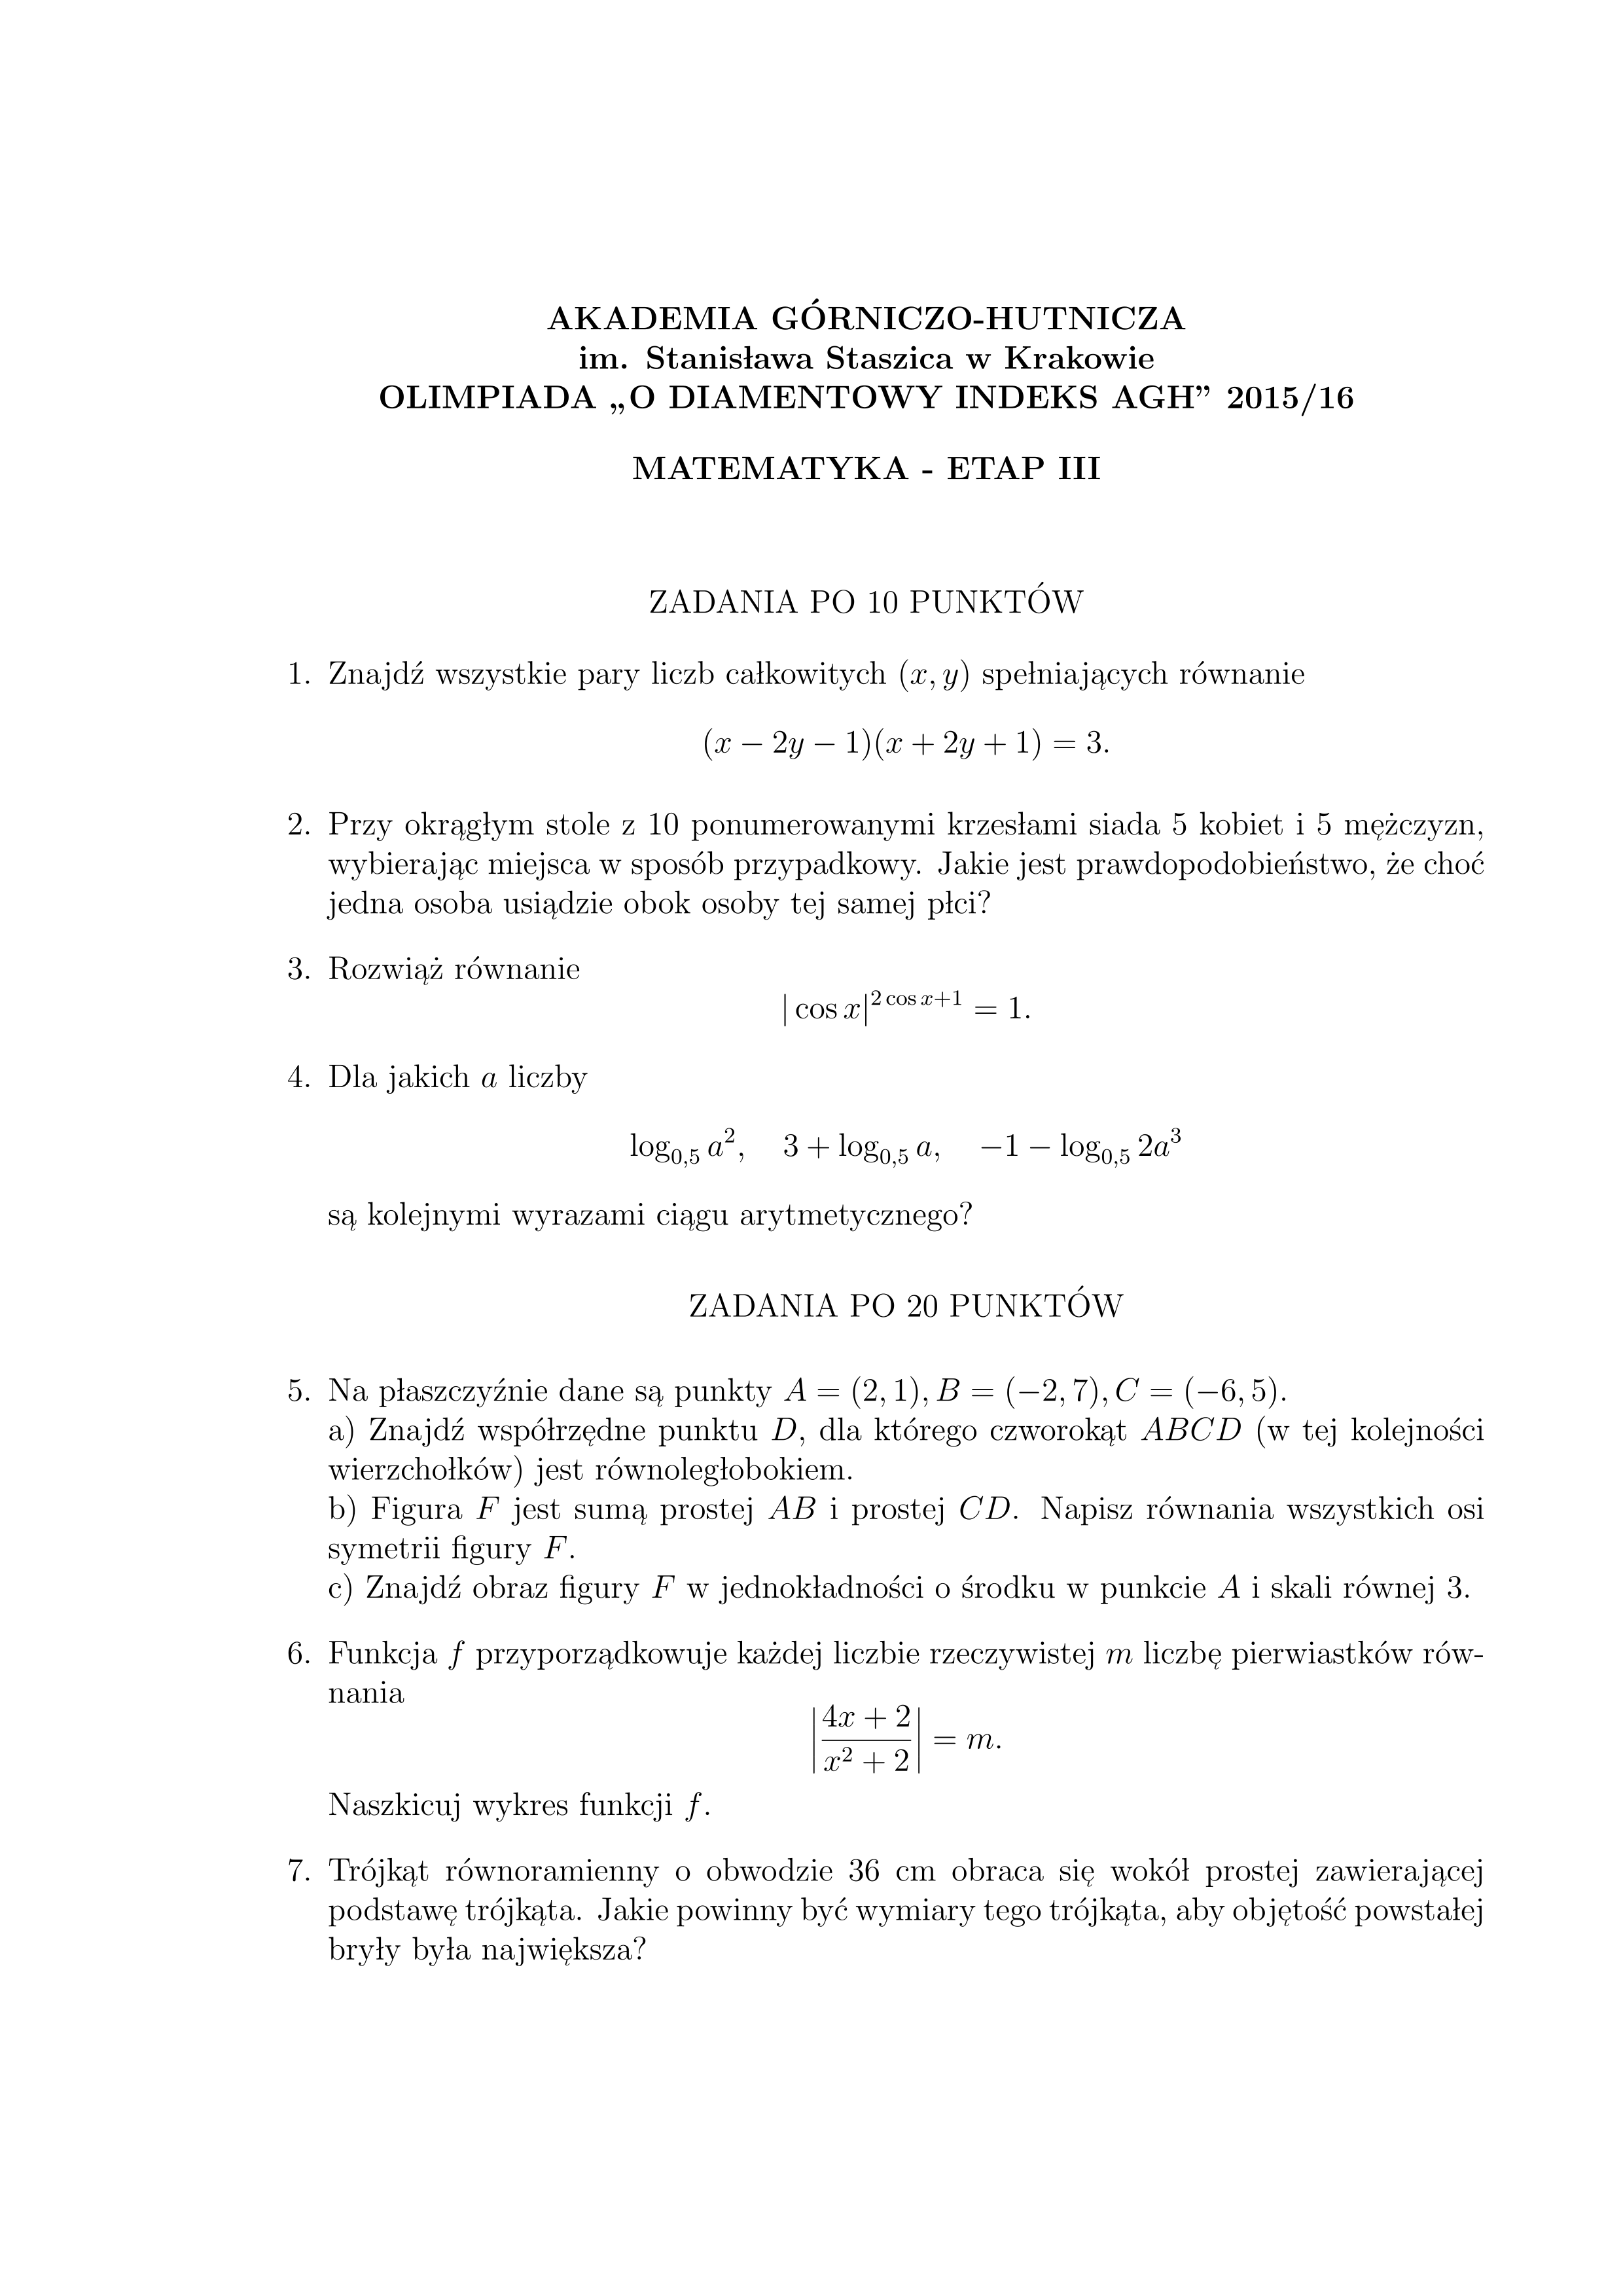 AKADEMIA GÓRNICZO-HUTNICZA
im. Stanisława Staszica w Krakowie
OLIMPIADA „O DIAMENTOWY INDEKS AGH” 2015/16
MATEMATYKA - ETAP III
ZADANIA PO 10 PUNKTÓW
1. Znajdź wszystkie pary liczb całkowitych (x, y) spełniających równanie
(x − 2y − 1)(x + 2y + 1) = 3.
2. Przy okrągłym stole z 10 ponumerowanymi krzesłami siada 5 kobiet i 5 mężczyzn,
wybierając miejsca w sposób przypadkowy. Jakie jest prawdopodobieństwo, że choć
jedna osoba usiądzie obok osoby tej samej płci?
3. Rozwiąż równanie
|cos x|^{2 cos x+1} = 1.
4. Dla jakich a liczby
log_{0,5} a^2, 3 + log_{0,5} a, −1 − log_{0,5} 2a^3
są kolejnymi wyrazami ciągu arytmetycznego?
ZADANIA PO 20 PUNKTÓW
5. Na płaszczyźnie dane są punkty A = (2, 1), B = (−2, 7), C = (−6, 5).
a) Znajdź współrzędne punktu D, dla którego czworokąt ABCD (w tej kolejności
wierzchołków) jest równoległobokiem.
b) Figura F jest sumą prostej AB i prostej CD. Napisz równania wszystkich osi
symetrii figury F.
c) Znajdź obraz figury F w jednokładności o środku w punkcie A i skali równej 3.
6. Funkcja f przyporządkowuje każdej liczbie rzeczywistej m liczbę pierwiastków rów-
nania
|(4x + 2)/(x^2 + 2)| = m.
Naszkicuj wykres funkcji f.
7. Trójkąt równoramienny o obwodzie 36 cm obraca się wokół prostej zawierającej
podstawę trójkąta. Jakie powinny być wymiary tego trójkąta, aby objętość powstałej
bryły była największa?